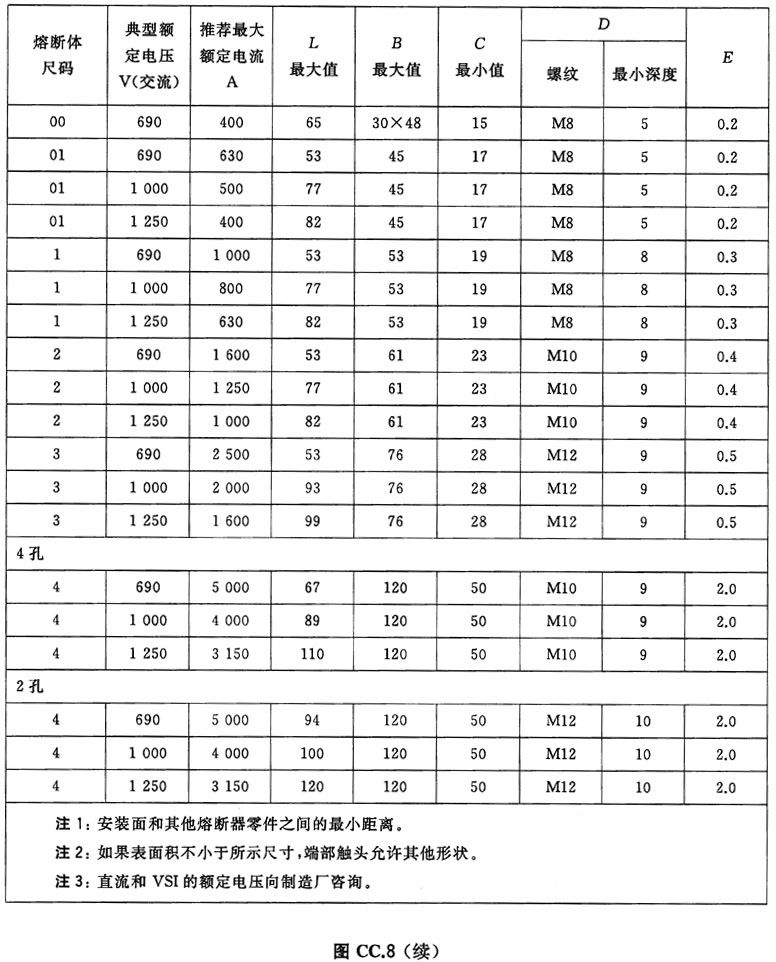 熔断体尺码 典型额定电压V(交流) 推荐最大额定电流A L最大值 B最大值 C最小值 D E
螺纹 最小深度
00 690 400 65 30×48 15 M8 5 0.2
01 690 630 53 45 17 M8 5 0.2
01 1 000 500 77 45 17 M8 5 0.2
01 1 250 400 82 45 17 M8 5 0.2
1 690 1 000 53 53 19 M8 8 0.3
1 1 000 800 77 53 19 M8 8 0.3
1 1 250 630 82 53 19 M8 8 0.3
2 690 1 600 53 61 23 M10 9 0.4
2 1 000 1 250 77 61 23 M10 9 0.4
2 1 250 1 000 82 61 23 M10 9 0.4
3 690 2 500 53 76 28 M12 9 0.5
3 1 000 2 000 93 76 28 M12 9 0.5
3 1 250 1 600 99 76 28 M12 9 0.5
4孔
4 690 5 000 67 120 50 M10 9 2.0
4 1 000 4 000 89 120 50 M10 9 2.0
4 1 250 3 150 110 120 50 M10 9 2.0
2孔
4 690 5 000 94 120 50 M12 10 2.0
4 1 000 4 000 100 120 50 M12 10 2.0
4 1 250 3 150 120 120 50 M12 10 2.0
注1：安装面和其他熔断器零件之间的最小距离。
注2：如果表面积不小于所示尺寸,端部触头允许其他形状。
注3：直流和VSI的额定电压向制造厂咨询。
图 CC.8（续）